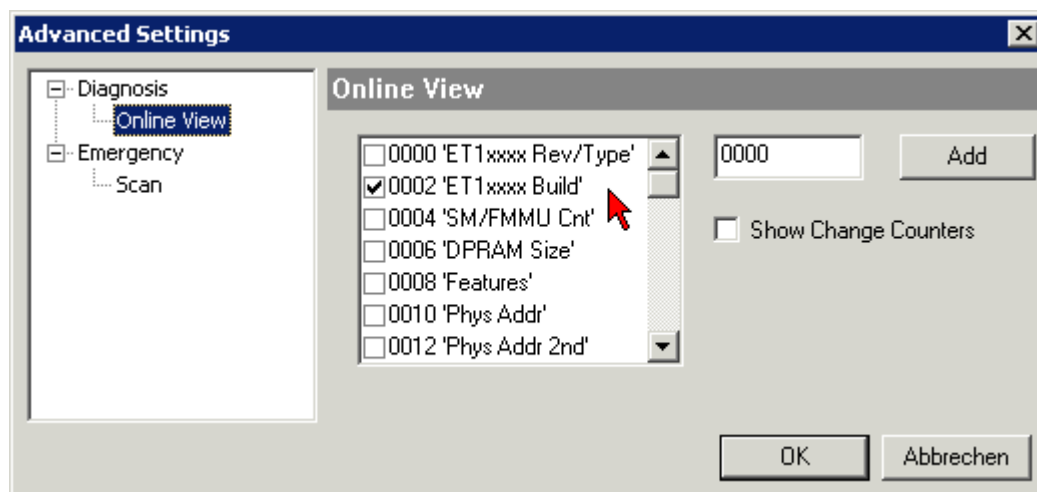 Advanced Settings
Diagnosis
Online View
Emergency
Scan
Online View
0000 'ET1xxxx Rev/Type'
0002 'ET1xxxx Build'
0004 'SM/FMMU Cnt'
0006 'DPRAM Size'
0008 'Features'
0010 'Phys Addr'
0012 'Phys Addr 2nd'
0000
Add
Show Change Counters
OK
Abbrechen